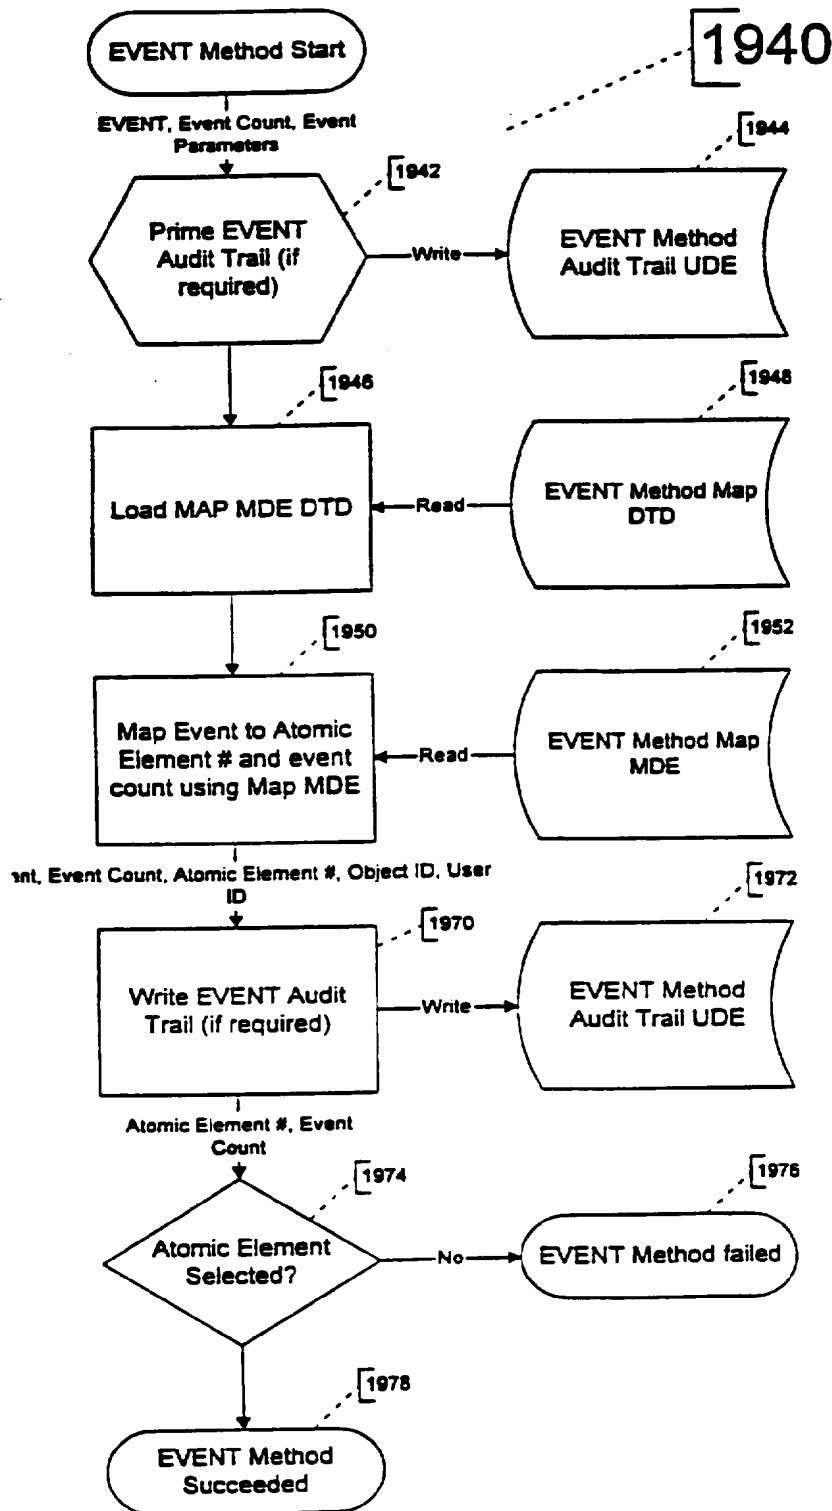 EVENT Method Start
1940
EVENT, Event Count, Event
Parameters
1942
1944
Prime EVENT
Audit Trail (if
required)
Write
EVENT Method
Audit Trail UDE
1946
1948
Load MAP MDE DTD
Read
EVENT Method Map
DTD
1950
1952
Map Event to Atomic
Element # and event
count using Map MDE
Read
EVENT Method Map
MDE
Event Count, Atomic Element #, Object ID, User
ID
1970
1972
Write EVENT Audit
Trail (if required)
Write
EVENT Method
Audit Trail UDE
Atomic Element #, Event
Count
1974
1976
Atomic Element
Selected?
No
EVENT Method failed
1978
EVENT Method
Succeeded